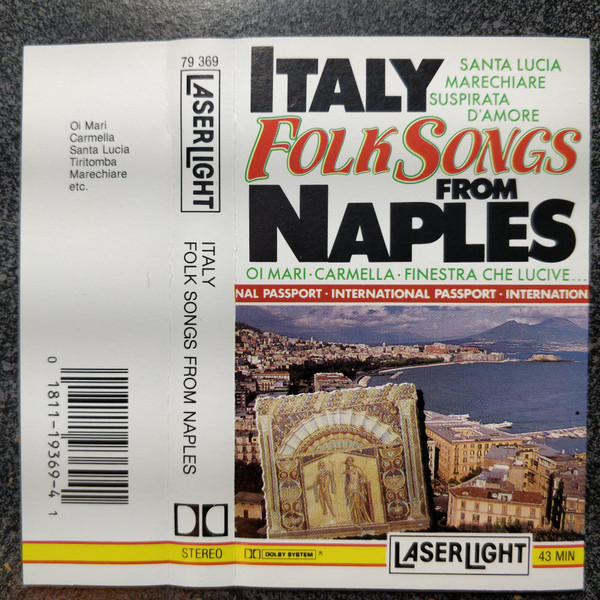 Oi Mari
Carmella
Santa Lucia
Tiritomba
Marechiare
etc.
0 1811-19369-4 1
79 369
LASERLIGHT
ITALY
FOLK SONGS FROM NAPLES
STEREO
ITALY
SANTA LUCIA
MARECHIARE
SUSPIRATA
D'AMORE
FOLK SONGS
FROM
NAPLES
OI MARI · CARMELLA · FINESTRA CHE LUCIVE...
NAL PASSPORT · INTERNATIONAL PASSPORT · INTERNATION
DOLBY SYSTEM ®
LASERLIGHT
43 MIN